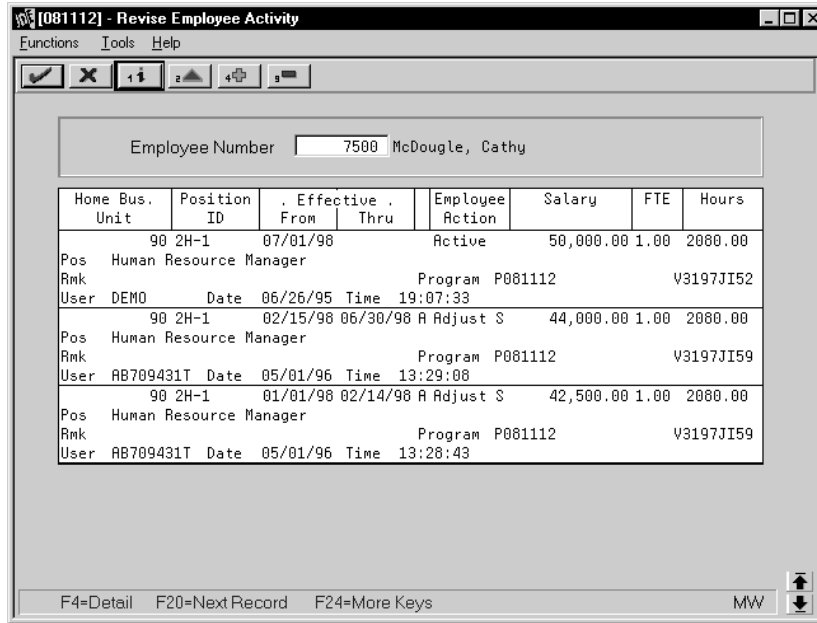 [081112] - Revise Employee Activity
Functions Tools Help
1 i 2 4 9
Employee Number 7500 McDougle, Cathy
Home Bus. Position . Effective . Employee Salary FTE Hours
Unit ID From Thru Action
90 2H-1 07/01/98 Active 50,000.00 1.00 2080.00
Pos Human Resource Manager
Rmk Program P081112 V3197JI52
User DEMO Date 06/26/95 Time 19:07:33
90 2H-1 02/15/98 06/30/98 A Adjust S 44,000.00 1.00 2080.00
Pos Human Resource Manager
Rmk Program P081112 V3197JI59
User AB709431T Date 05/01/96 Time 13:29:08
90 2H-1 01/01/98 02/14/98 A Adjust S 42,500.00 1.00 2080.00
Pos Human Resource Manager
Rmk Program P081112 V3197JI59
User AB709431T Date 05/01/96 Time 13:28:43
F4=Detail F20=Next Record F24=More Keys MW